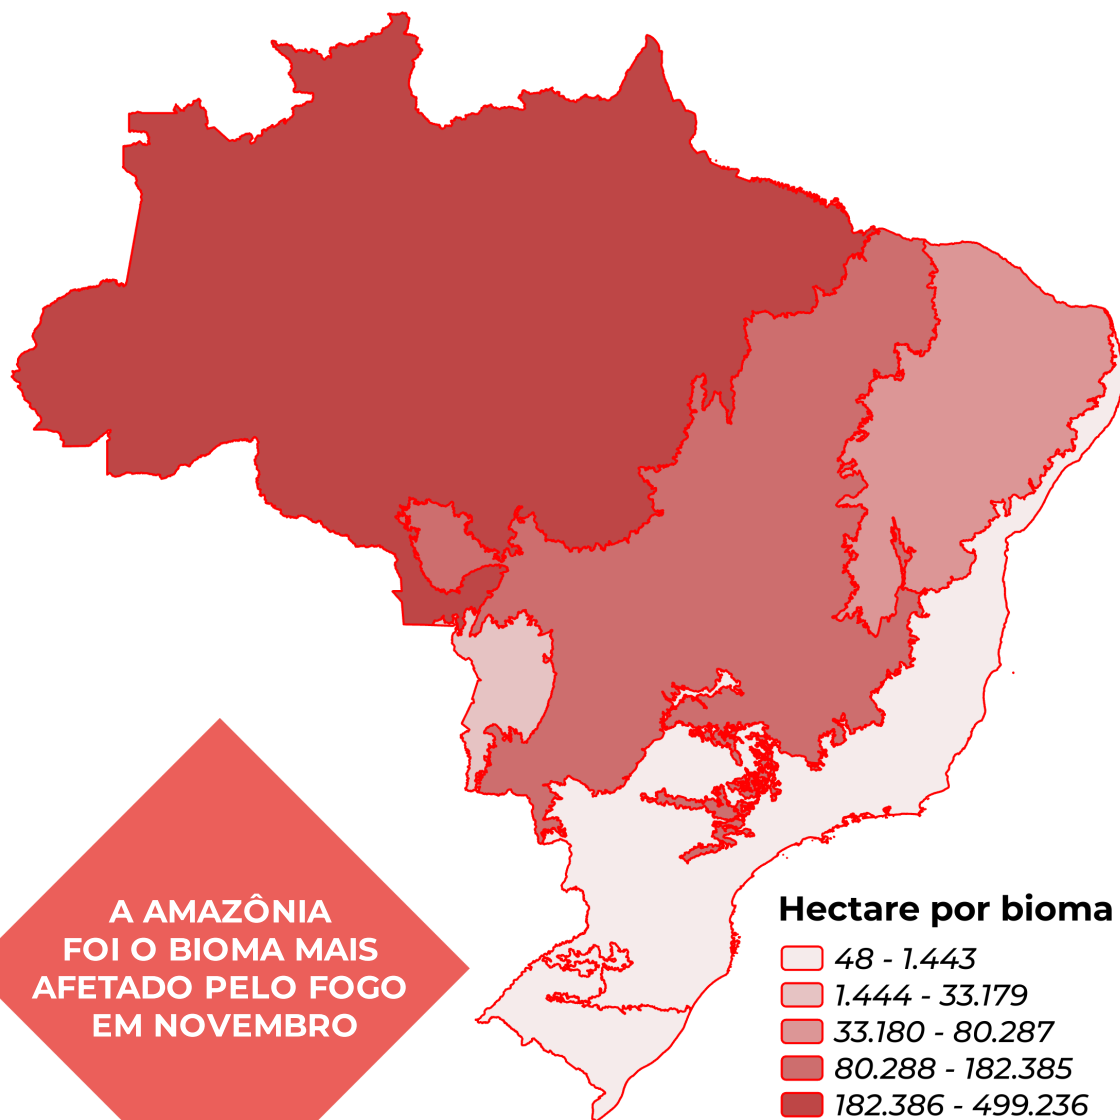 A AMAZÔNIA
FOI O BIOMA MAIS
AFETADO PELO FOGO
EM NOVEMBRO
Hectare por bioma
48 - 1.443
1.444 - 33.179
33.180 - 80.287
80.288 - 182.385
182.386 - 499.236